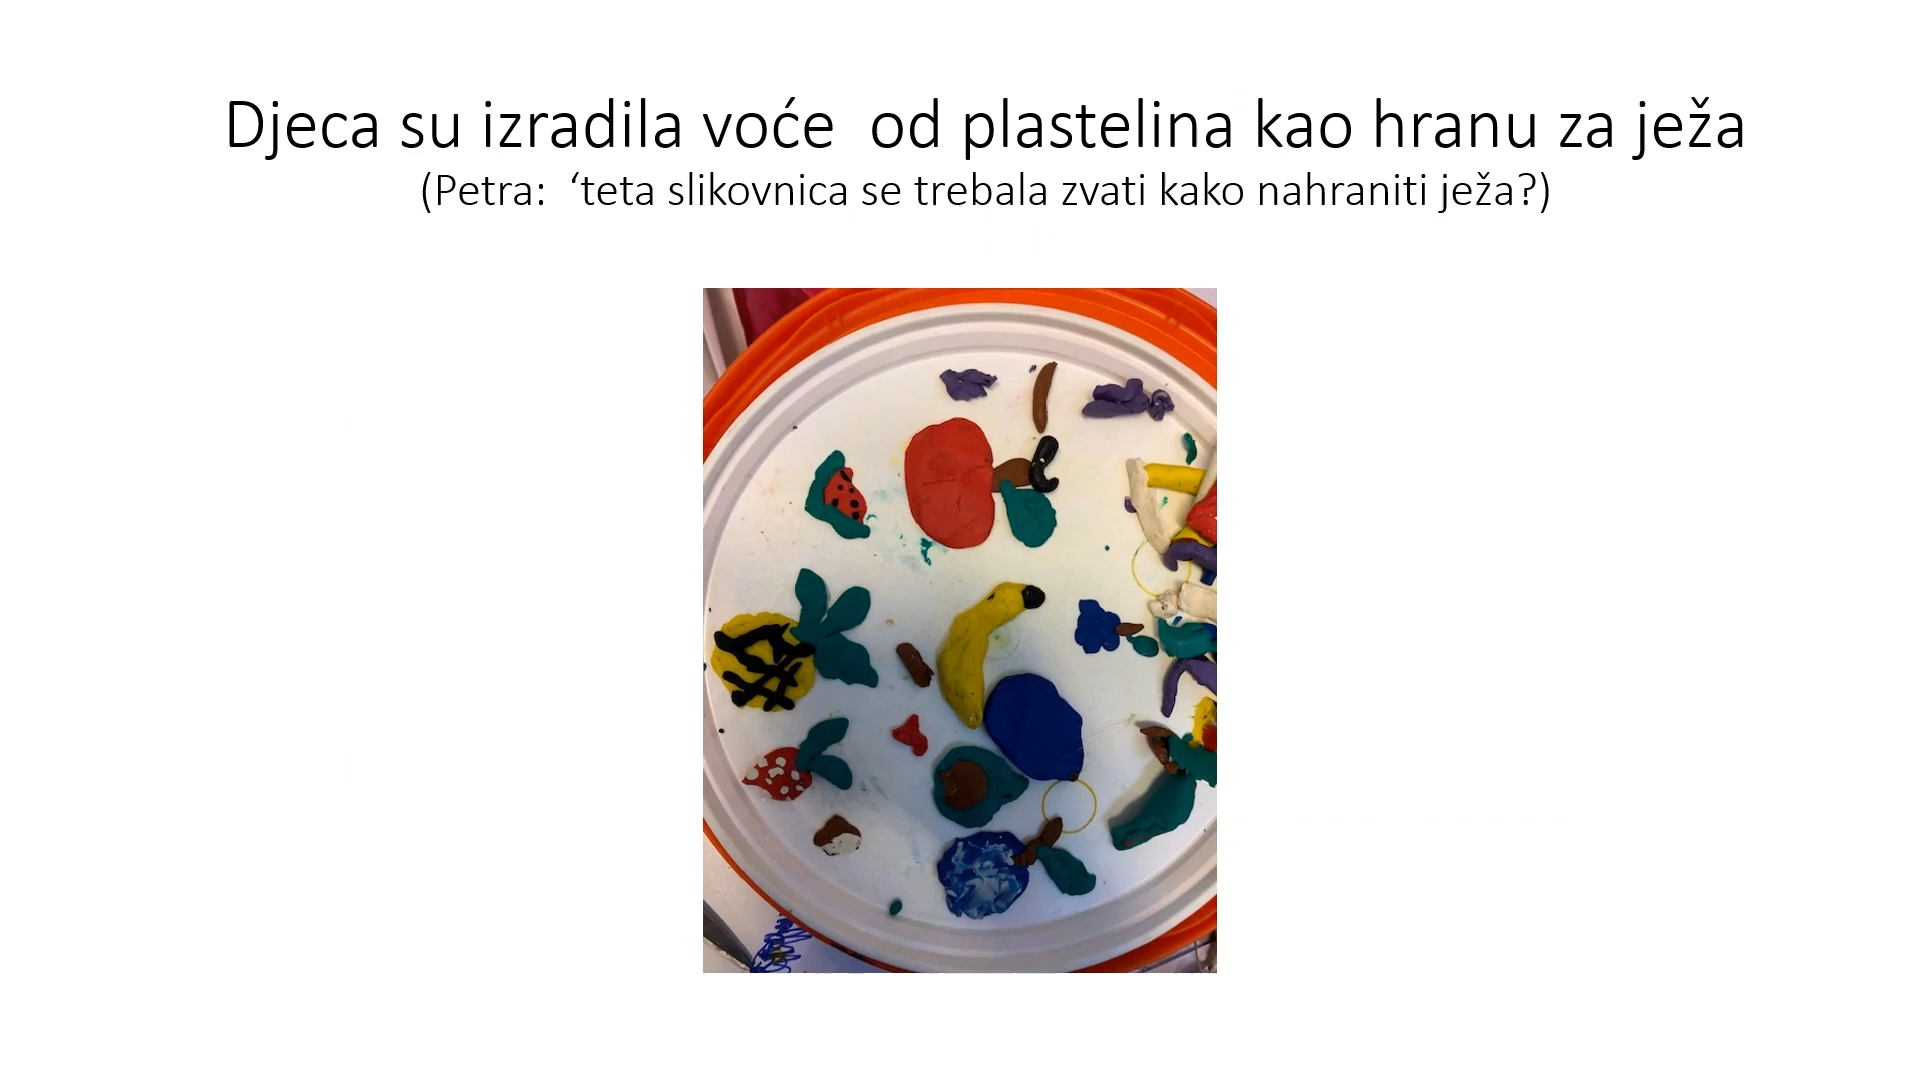 Djeca su izradila voće  od plastelina kao hranu za ježa
(Petra:  ‘teta slikovnica se trebala zvati kako nahraniti ježa?)